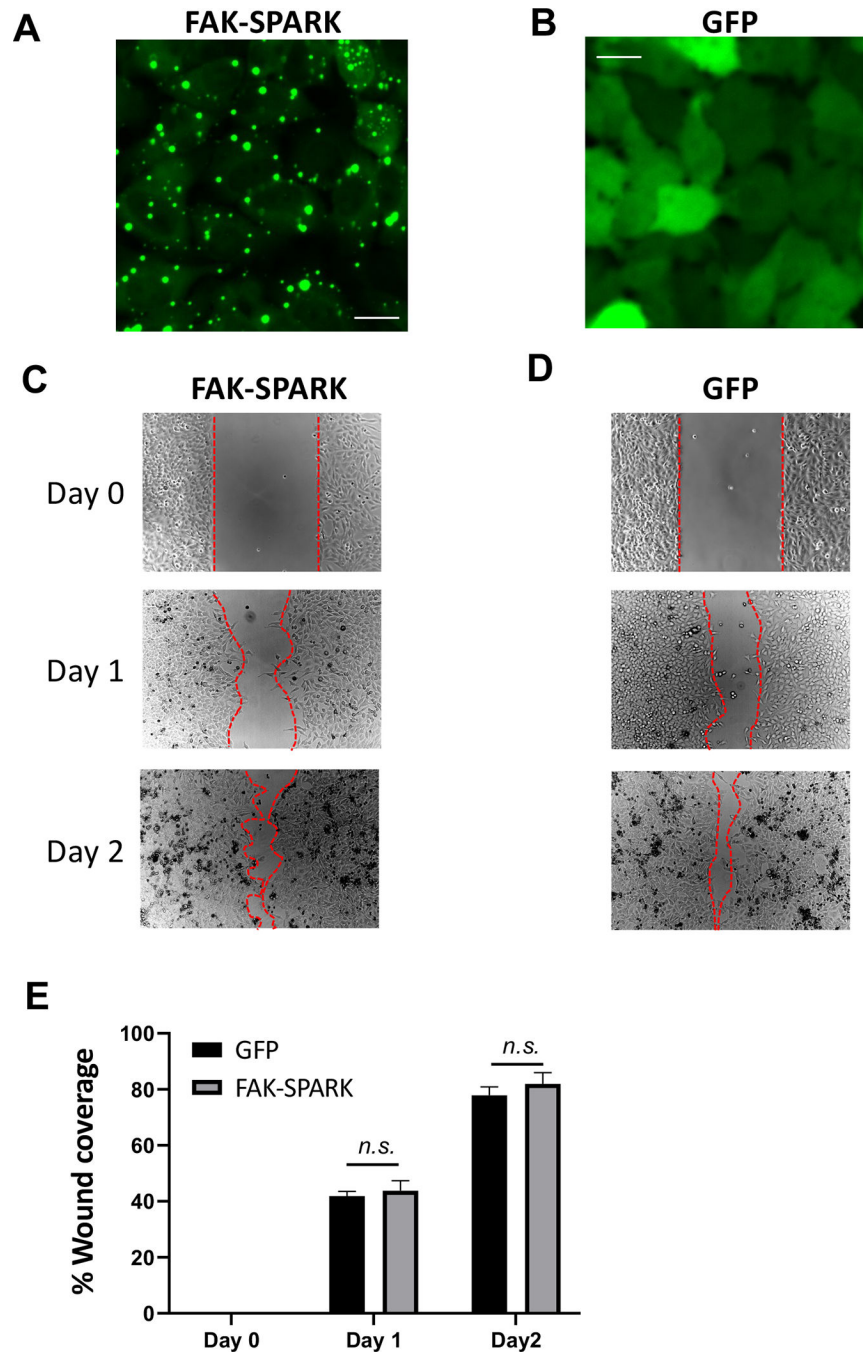 A
FAK-SPARK
B
GFP
C
FAK-SPARK
D
GFP
Day 0
Day 1
Day 2
E
% Wound coverage
100
80
60
40
20
0
GFP
FAK-SPARK
n.s.
n.s.
Day 0
Day 1
Day2